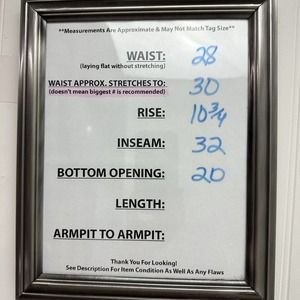 **Measurements Are Approximate & May Not Match Tag Size**
WAIST: 28
(laying flat without stretching)
WAIST APPROX. STRETCHES TO: 30
(doesn't mean biggest # is recommended)
RISE: 10 3/4
INSEAM: 32
BOTTOM OPENING: 20
LENGTH:
ARMPIT TO ARMPIT:
Thank You For Looking!
See Description For Item Condition As Well As Any Flaws